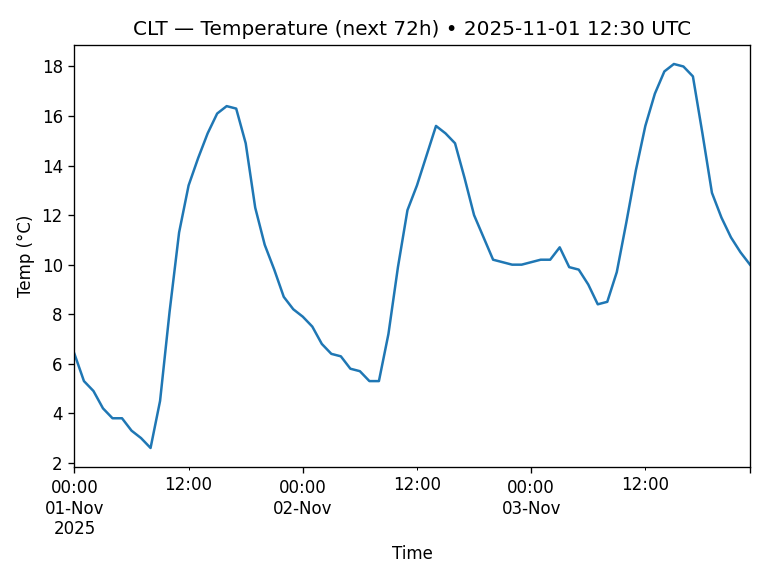 CLT — Temperature (next 72h) • 2025-11-01 12:30 UTC
Temp (°C)
18
16
14
12
10
8
6
4
2
00:00 12:00 00:00 12:00 00:00 12:00
01-Nov 02-Nov 03-Nov
2025
Time